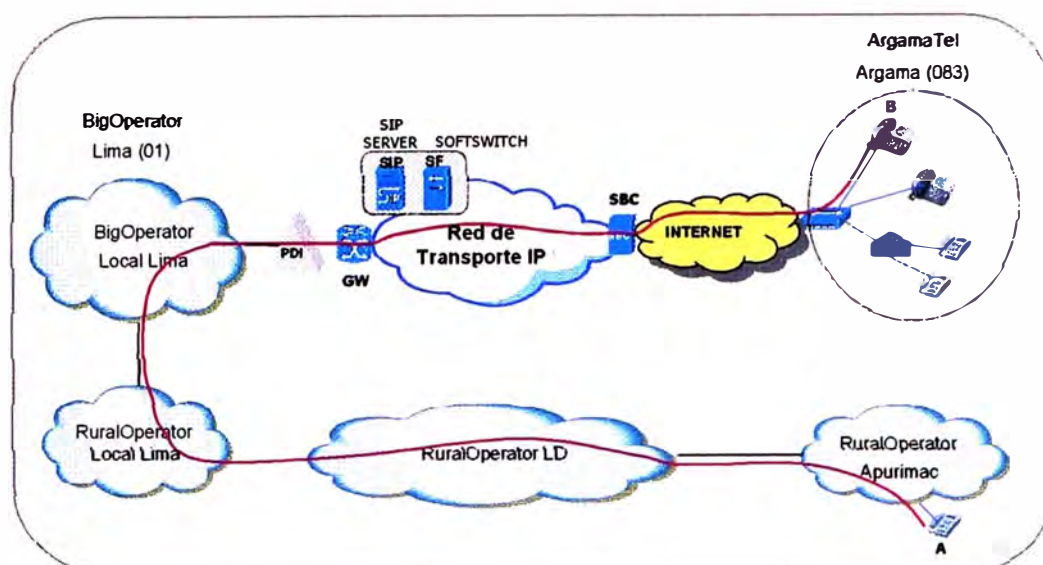 ArgamaTel
Argama (083)
B
BigOperator
Lima (01)
SIP
SERVER SOFTSWITCH
SIP SF
BigOperator
Local Lima
PDI
GW
Red de
Transporte IP
SBC
INTERNET
RuralOperator
Local Lima
RuralOperator LD
RuralOperator
Apurimac
A